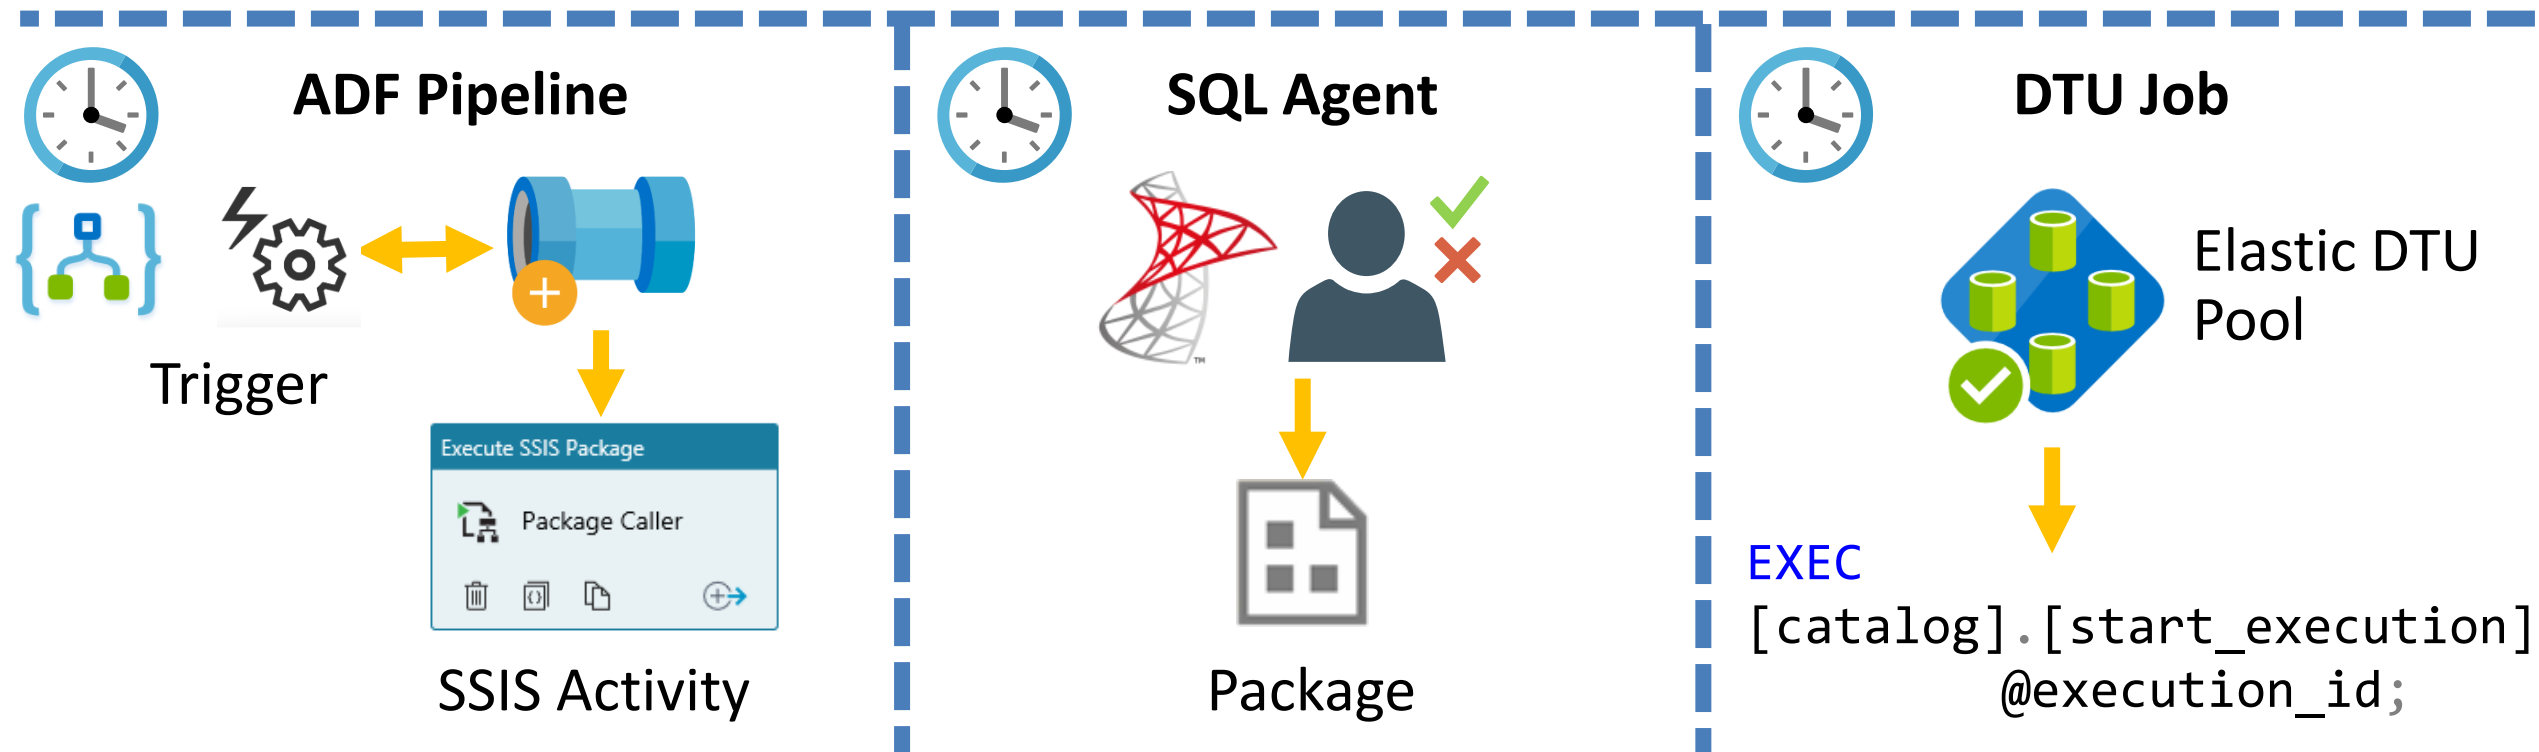 ADF Pipeline
Trigger
Execute SSIS Package
Package Caller
SSIS Activity
SQL Agent
TM
Package
DTU Job
Elastic DTU
Pool
EXEC
[catalog].[start_execution]
@execution_id;